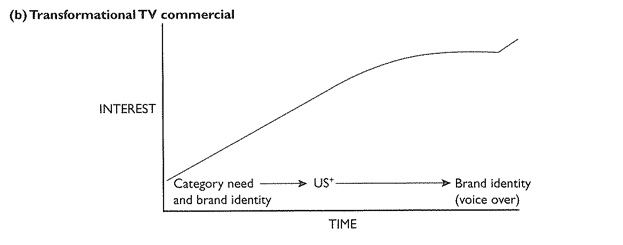 (b) Transformational TV commercial
INTEREST
Category need → US⁺ → Brand identity
and brand identity (voice over)
TIME